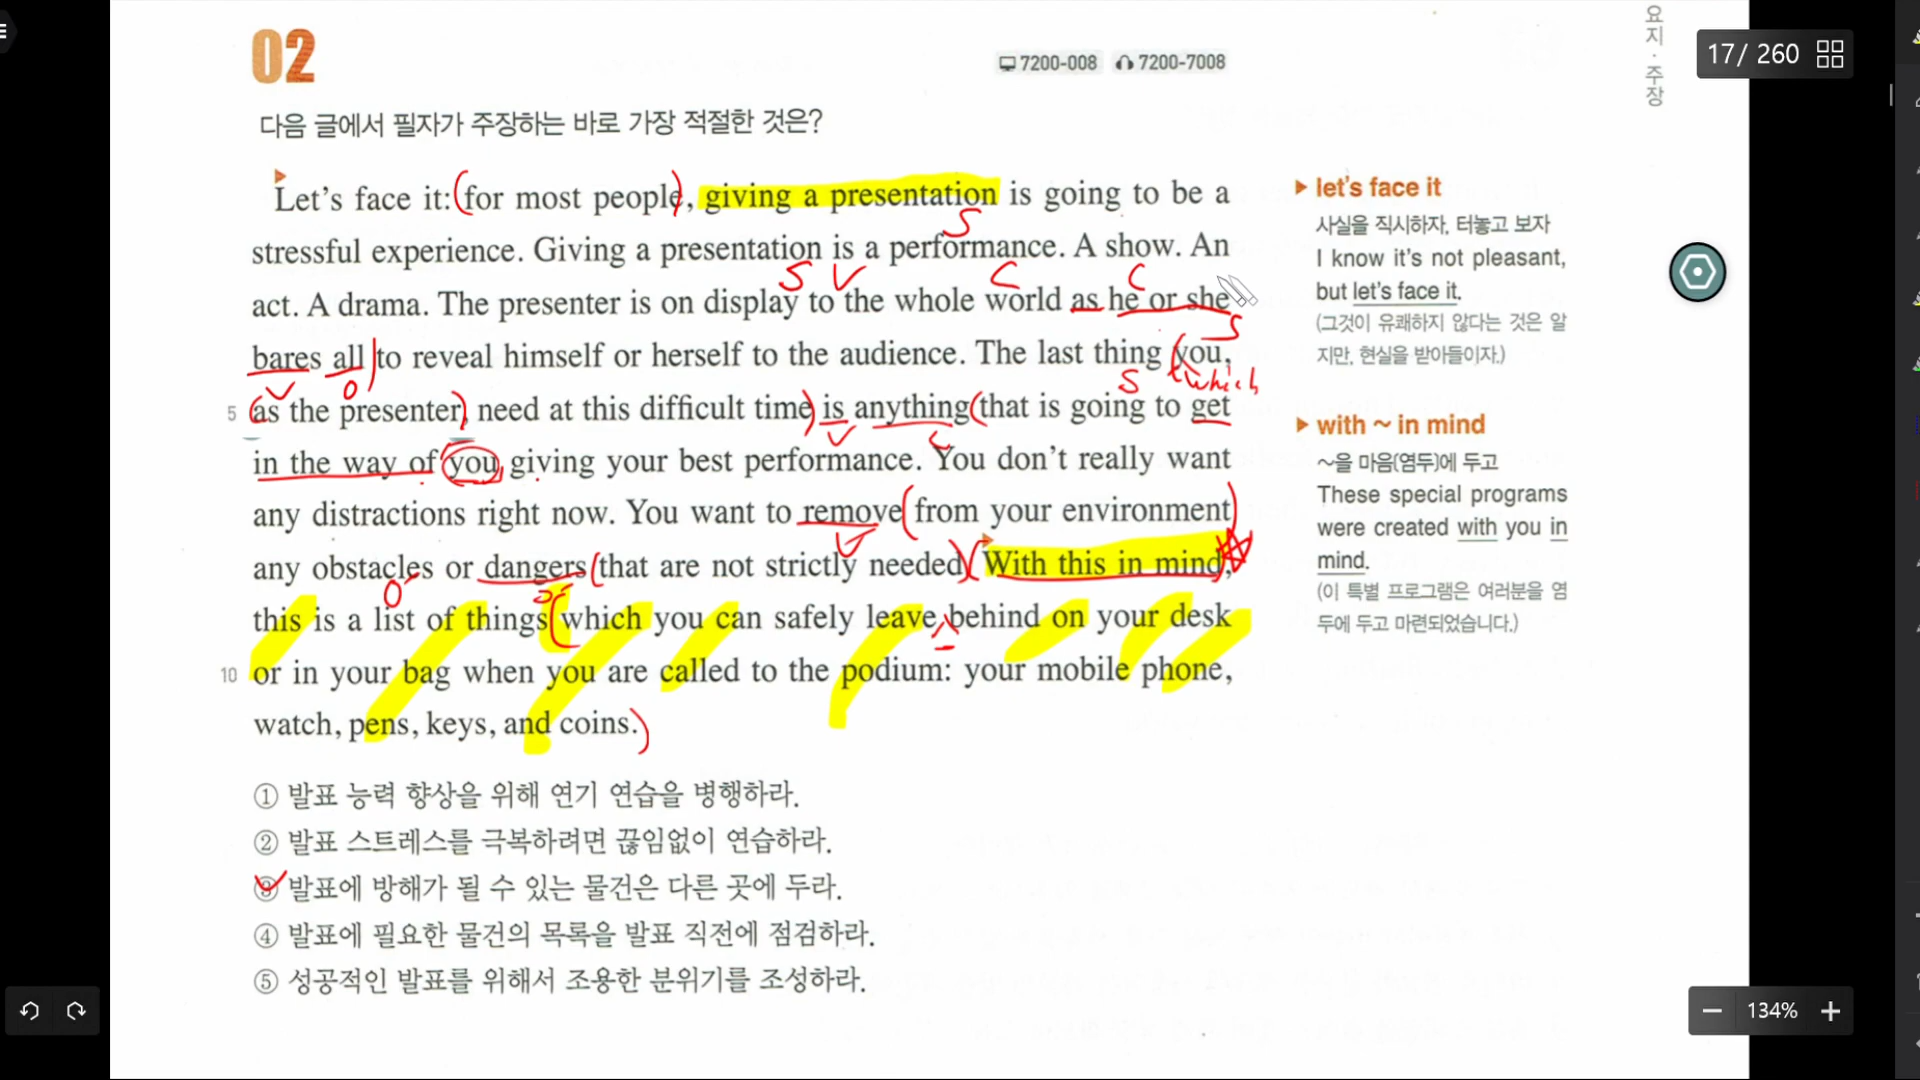 02
7200-008 7200-7008
다음 글에서 필자가 주장하는 바로 가장 적절한 것은?
Let's face it: (for most people), giving a presentation is going to be a
S
stressful experience. Giving a presentation is a performance. A show. An
S V C C
act. A drama. The presenter is on display to the whole world as he or she
S
bares all) to reveal himself or herself to the audience. The last thing (you,
V O S (which
5 (as the presenter), need at this difficult time) is anything (that is going to get
V C
in the way of you giving your best performance. You don't really want
any distractions right now. You want to remove (from your environment)
V
any obstacles or dangers (that are not strictly needed) (With this in mind),
O O
this is a list of things (which you can safely leave behind on your desk
10 or in your bag when you are called to the podium: your mobile phone,
watch, pens, keys, and coins.)
① 발표 능력 향상을 위해 연기 연습을 병행하라.
② 발표 스트레스를 극복하려면 끊임없이 연습하라.
③ 발표에 방해가 될 수 있는 물건은 다른 곳에 두라.
④ 발표에 필요한 물건의 목록을 발표 직전에 점검하라.
⑤ 성공적인 발표를 위해서 조용한 분위기를 조성하라.
▶ let's face it
사실을 직시하자, 터놓고 보자
I know it's not pleasant,
but let's face it.
(그것이 유쾌하지 않다는 것은 알
지만, 현실을 받아들이자.)
▶ with ~ in mind
~을 마음(염두)에 두고
These special programs
were created with you in
mind.
(이 특별 프로그램은 여러분을 염
두에 두고 마련되었습니다.)
요지·주장
17/ 260
134%